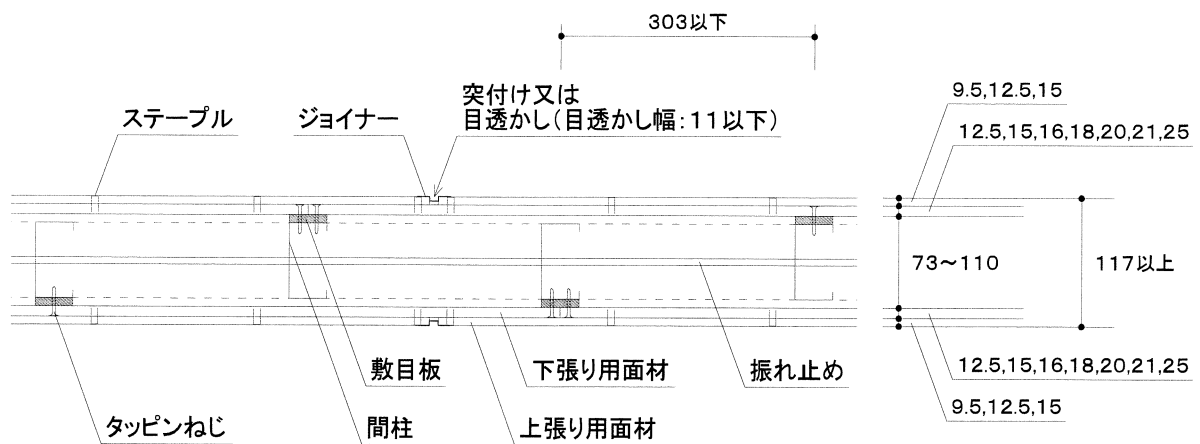 303以下
突付け又は
目透かし(目透かし幅:11以下)
ステープル
ジョイナー
9.5,12.5,15
12.5,15,16,18,20,21,25
73～110
117以上
敷目板
下張り用面材
振れ止め
12.5,15,16,18,20,21,25
9.5,12.5,15
タッピンねじ
間柱
上張り用面材